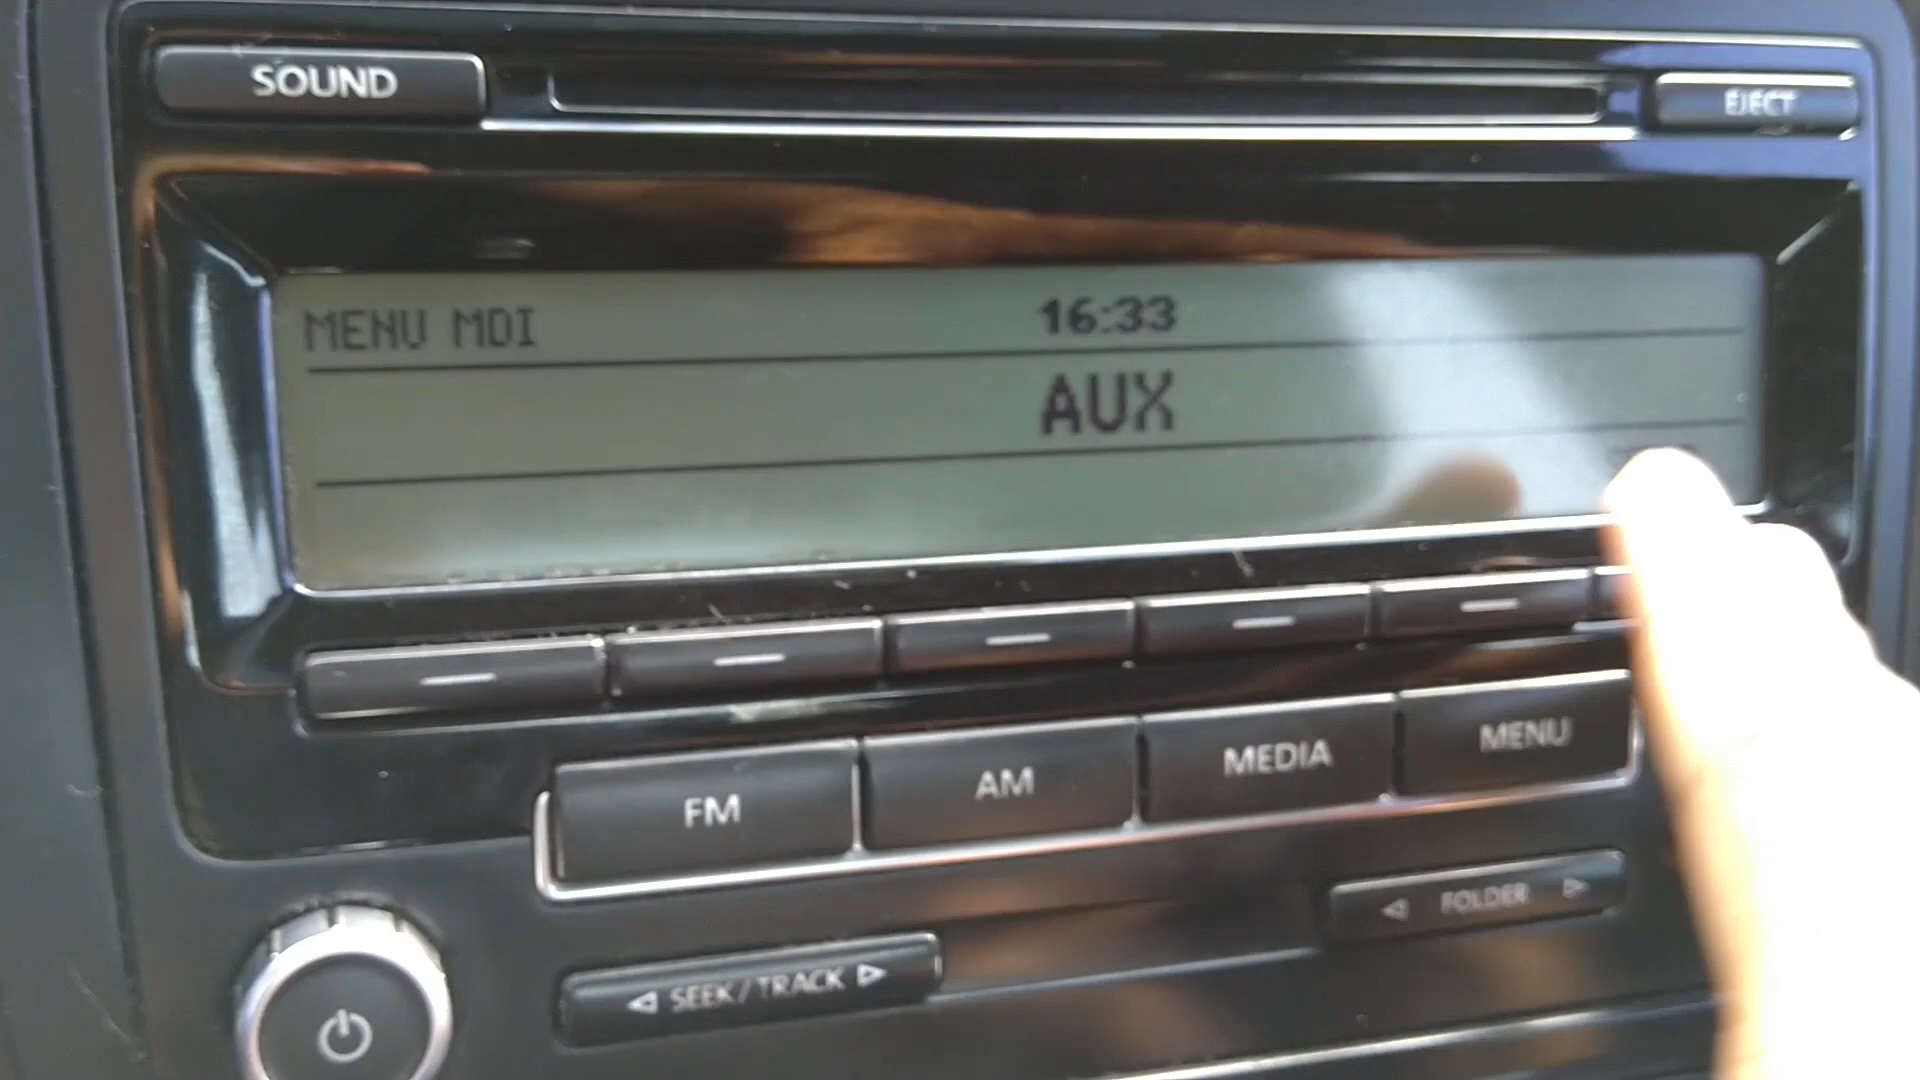 SOUND
EJECT
MENU MDI 16:33
AUX
FM AM MEDIA MENU
◁ FOLDER ▷
◁ SEEK / TRACK ▷